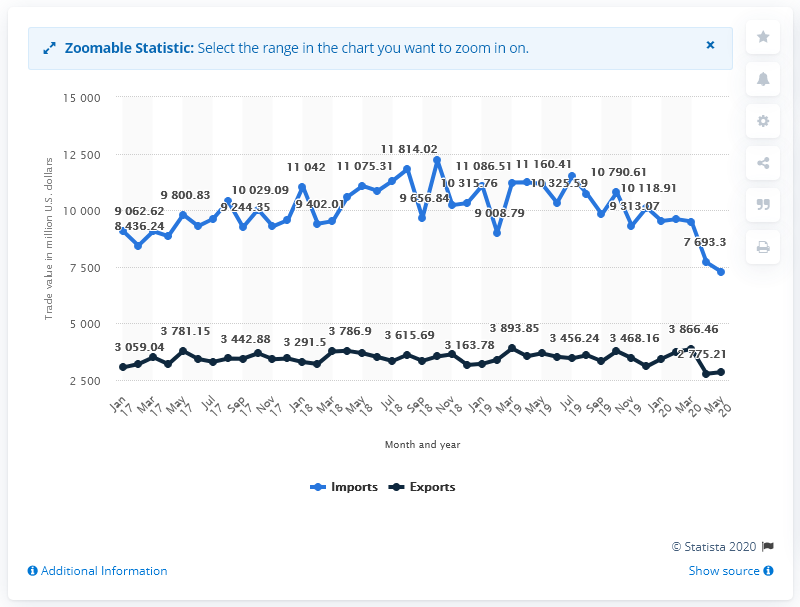 Zoomable Statistic: Select the range in the chart you want to zoom in on.
15 000
12 500
10 000
7 500
5 000
2 500
Trade value in million U.S. dollars
9 062.62
8 436.24
9 800.83
9 244.35
10 029.09
11 042
9 402.01
11 075.31
11 814.02
9 656.84
10 315.76
11 086.51
9 008.79
11 160.41
10 325.59
10 790.61
9 313.07
10 118.91
7 693.3
3 059.04
3 781.15
3 442.88
3 291.5
3 786.9
3 615.69
3 163.78
3 893.85
3 456.24
3 468.16
3 866.46
2 775.21
Jan 17
Mar 17
May 17
Jul 17
Sep 17
Nov 17
Jan 18
Mar 18
May 18
Jul 18
Sep 18
Nov 18
Jan 19
Mar 19
May 19
Jul 19
Sep 19
Nov 19
Jan 20
Mar 20
May 20
Month and year
Imports Exports
© Statista 2020
Additional Information
Show source